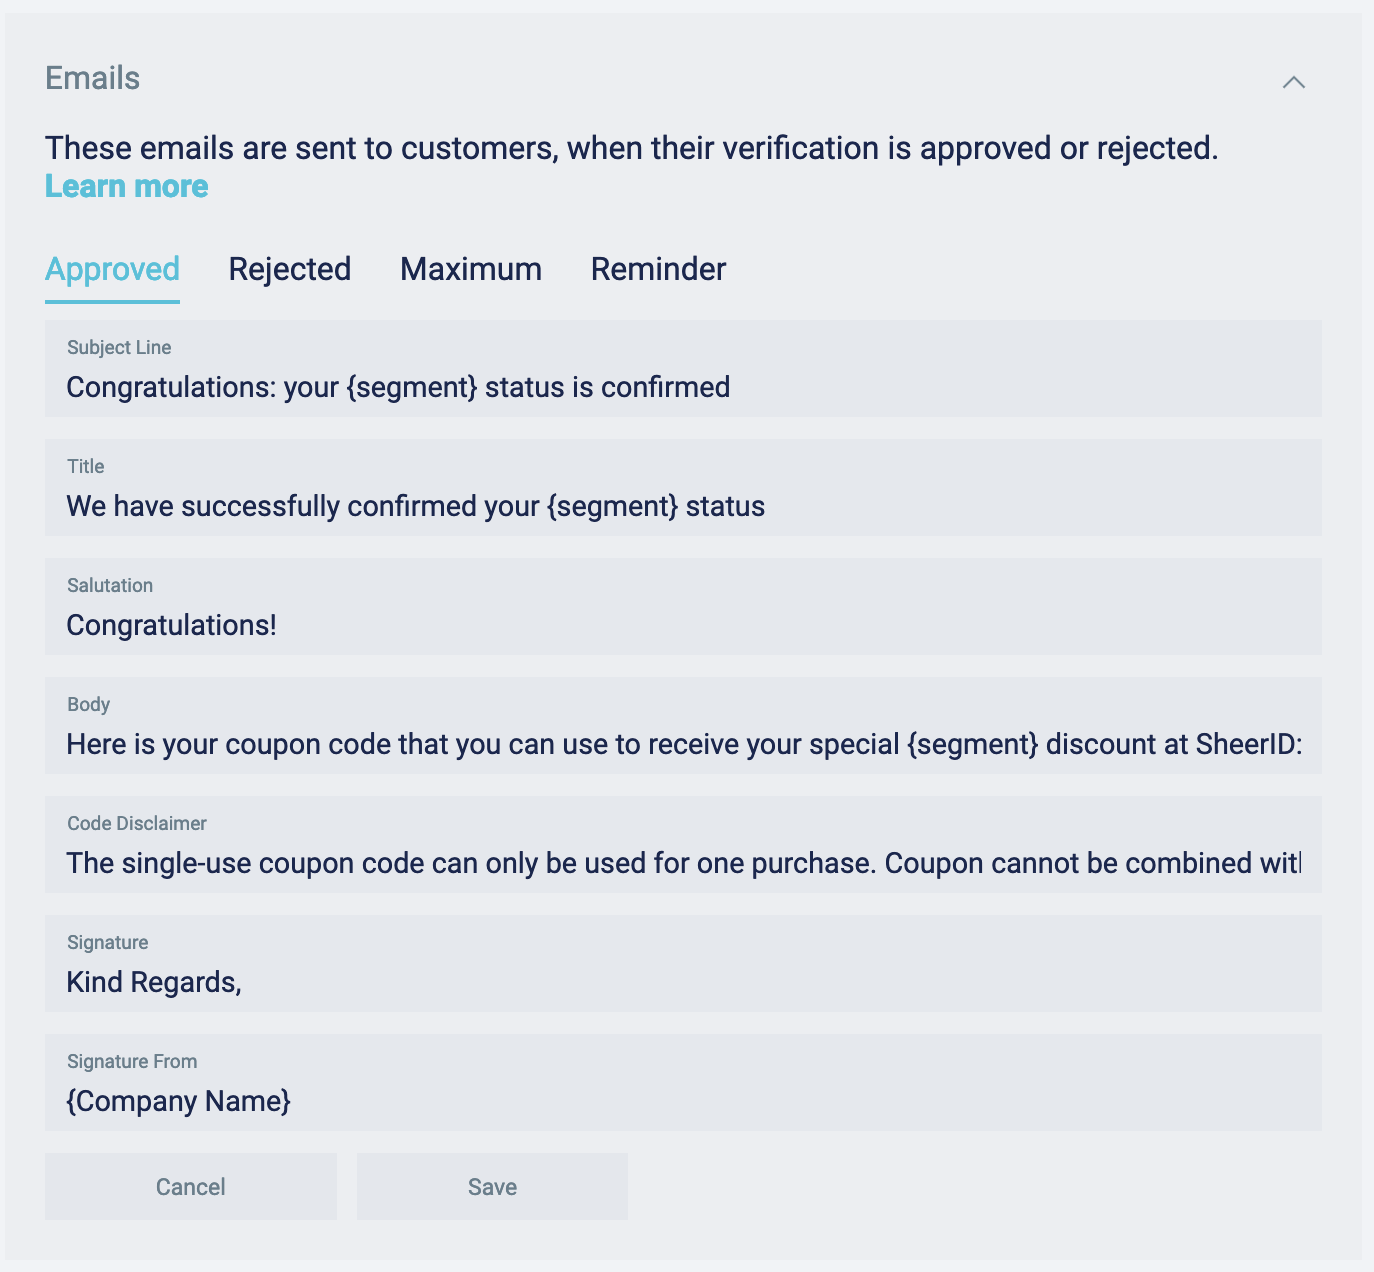 Emails
These emails are sent to customers, when their verification is approved or rejected.
Learn more
Approved Rejected Maximum Reminder
Subject Line
Congratulations: your {segment} status is confirmed
Title
We have successfully confirmed your {segment} status
Salutation
Congratulations!
Body
Here is your coupon code that you can use to receive your special {segment} discount at SheerID:
Code Disclaimer
The single-use coupon code can only be used for one purchase. Coupon cannot be combined with
Signature
Kind Regards,
Signature From
{Company Name}
Cancel Save